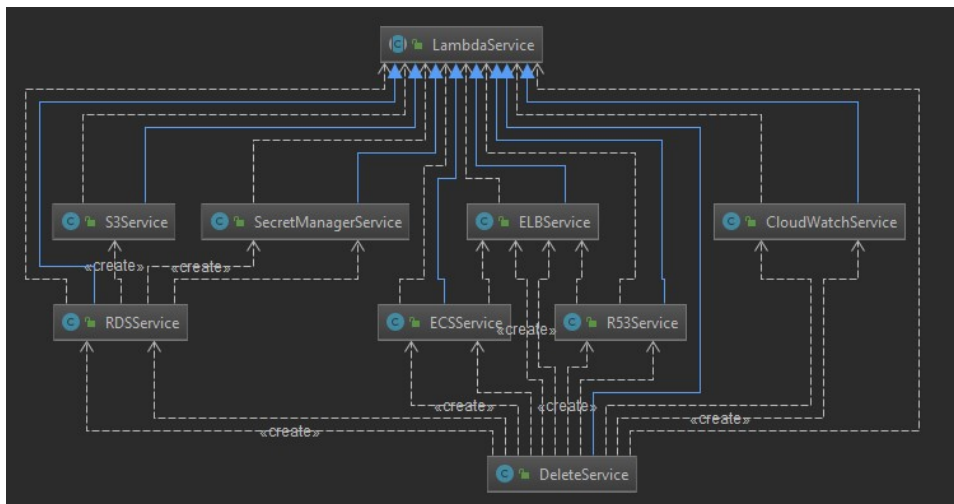 LambdaService
S3Service
SecretManagerService
ELBService
CloudWatchService
«create»
«create»
RDSService
ECSService
«create»
R53Service
«create»
«create»
«create»
«create»
DeleteService